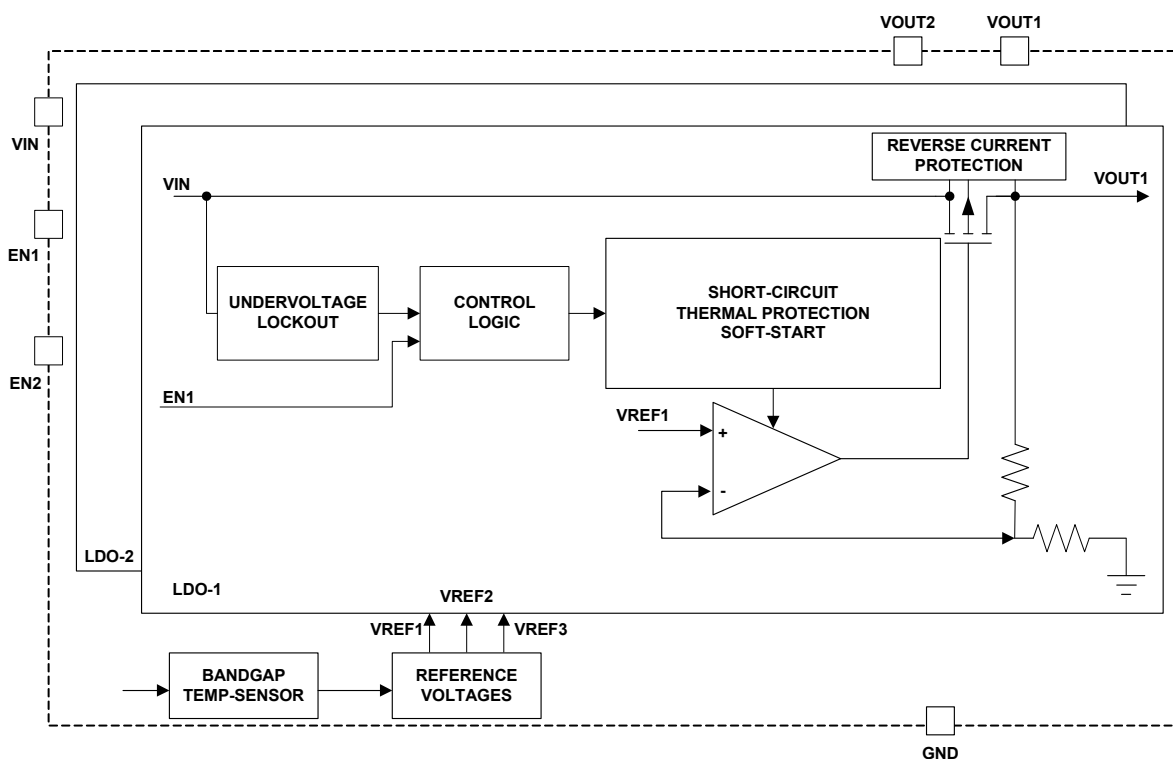 VOUT2
VOUT1
VIN
EN1
EN2
REVERSE CURRENT
PROTECTION
VIN
VOUT1
UNDERVOLTAGE
LOCKOUT
CONTROL
LOGIC
SHORT-CIRCUIT
THERMAL PROTECTION
SOFT-START
EN1
VREF1
+
-
LDO-2
LDO-1
VREF2
VREF1
VREF3
BANDGAP
TEMP-SENSOR
REFERENCE
VOLTAGES
GND